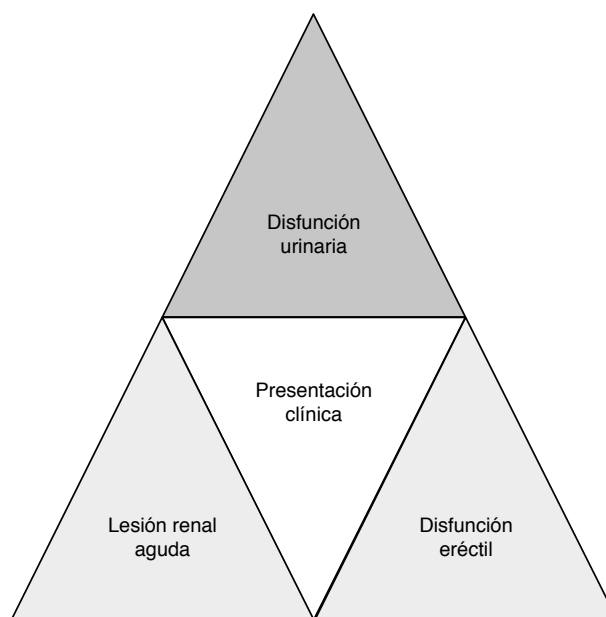 Disfunción
urinaria
Presentación
clínica
Lesión renal
aguda
Disfunción
eréctil